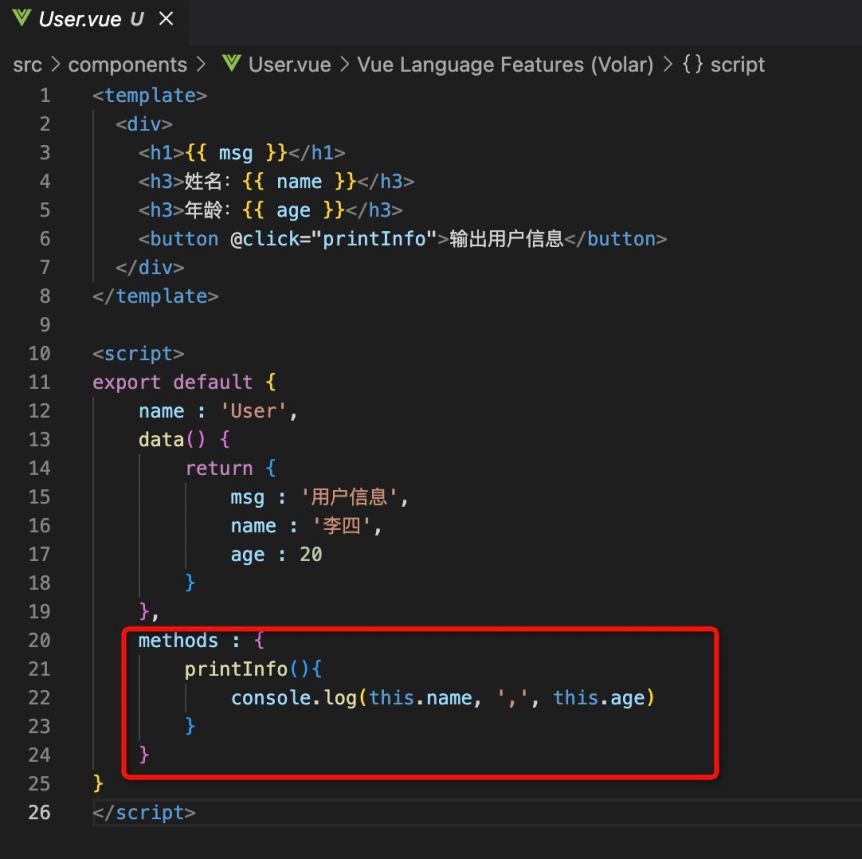 User.vue U ×
src > components > User.vue > Vue Language Features (Volar) > {} script
1 <template>
2   <div>
3     <h1>{{ msg }}</h1>
4     <h3>姓名：{{ name }}</h3>
5     <h3>年龄：{{ age }}</h3>
6     <button @click="printInfo">输出用户信息</button>
7   </div>
8 </template>
9
10 <script>
11 export default {
12     name : 'User',
13     data() {
14         return {
15             msg : '用户信息',
16             name : '李四',
17             age : 20
18         }
19     },
20     methods : {
21         printInfo(){
22             console.log(this.name, ',', this.age)
23         }
24     }
25 }
26 </script>